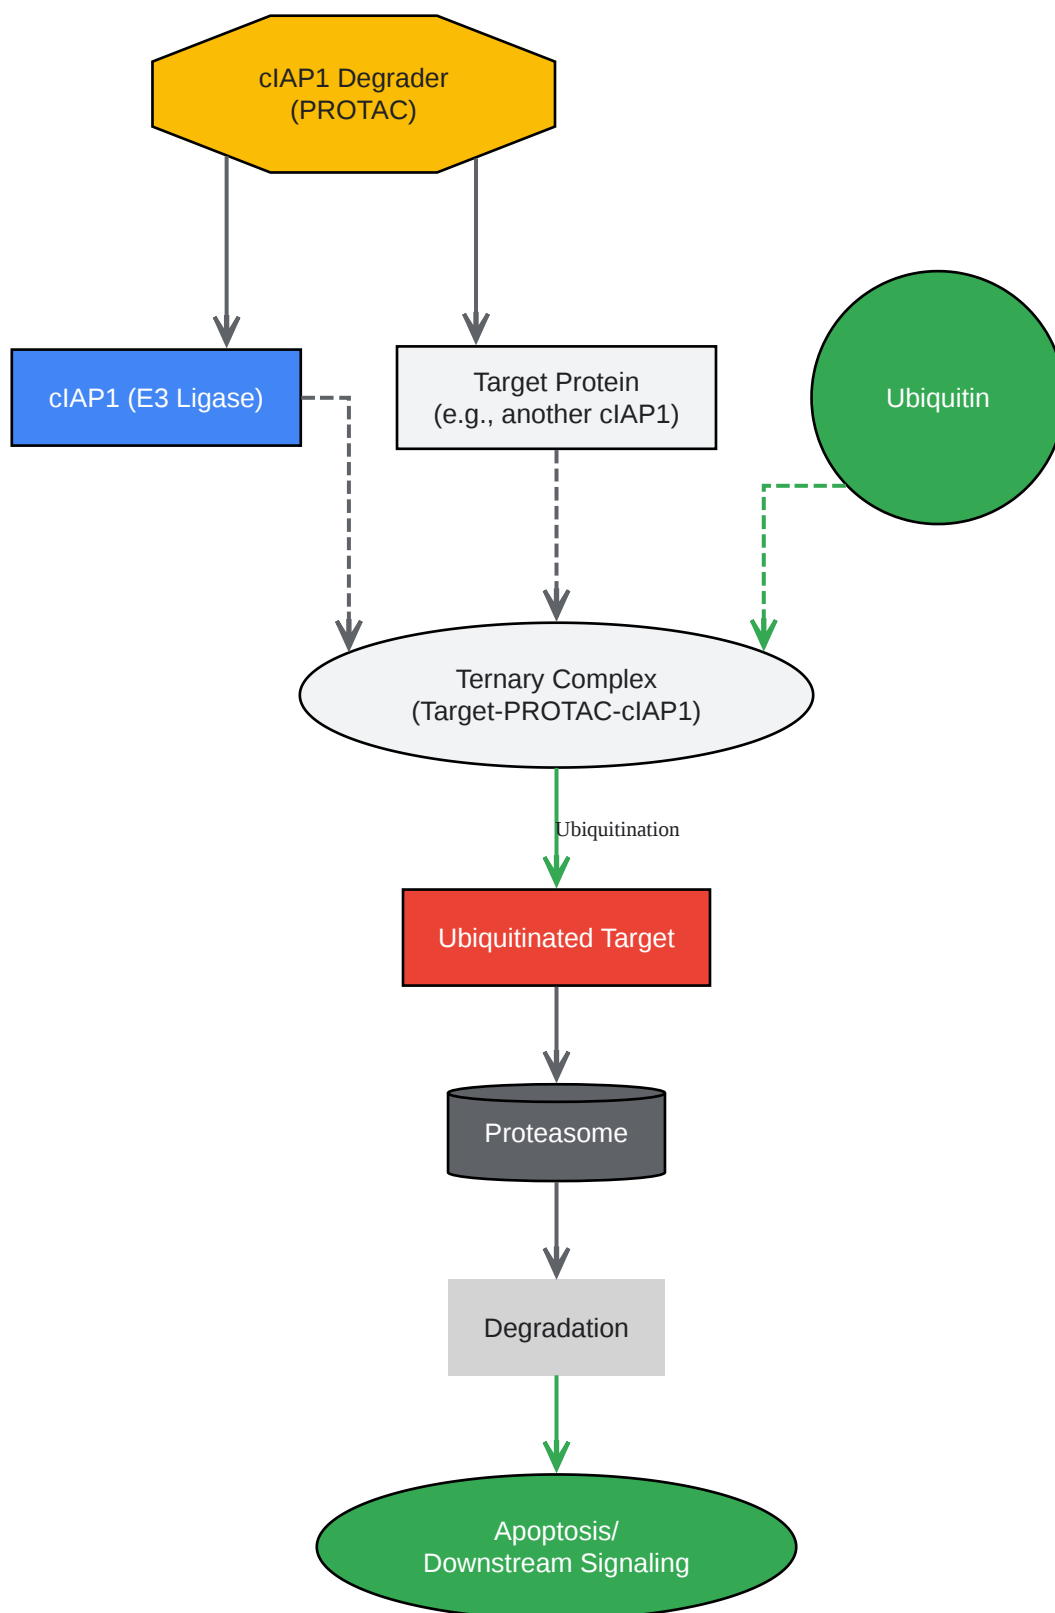 cIAP1 Degrader
(PROTAC)
cIAP1 (E3 Ligase)
Target Protein
(e.g., another cIAP1)
Ubiquitin
Ternary Complex
(Target-PROTAC-cIAP1)
Ubiquitination
Ubiquitinated Target
Proteasome
Degradation
Apoptosis/
Downstream Signaling